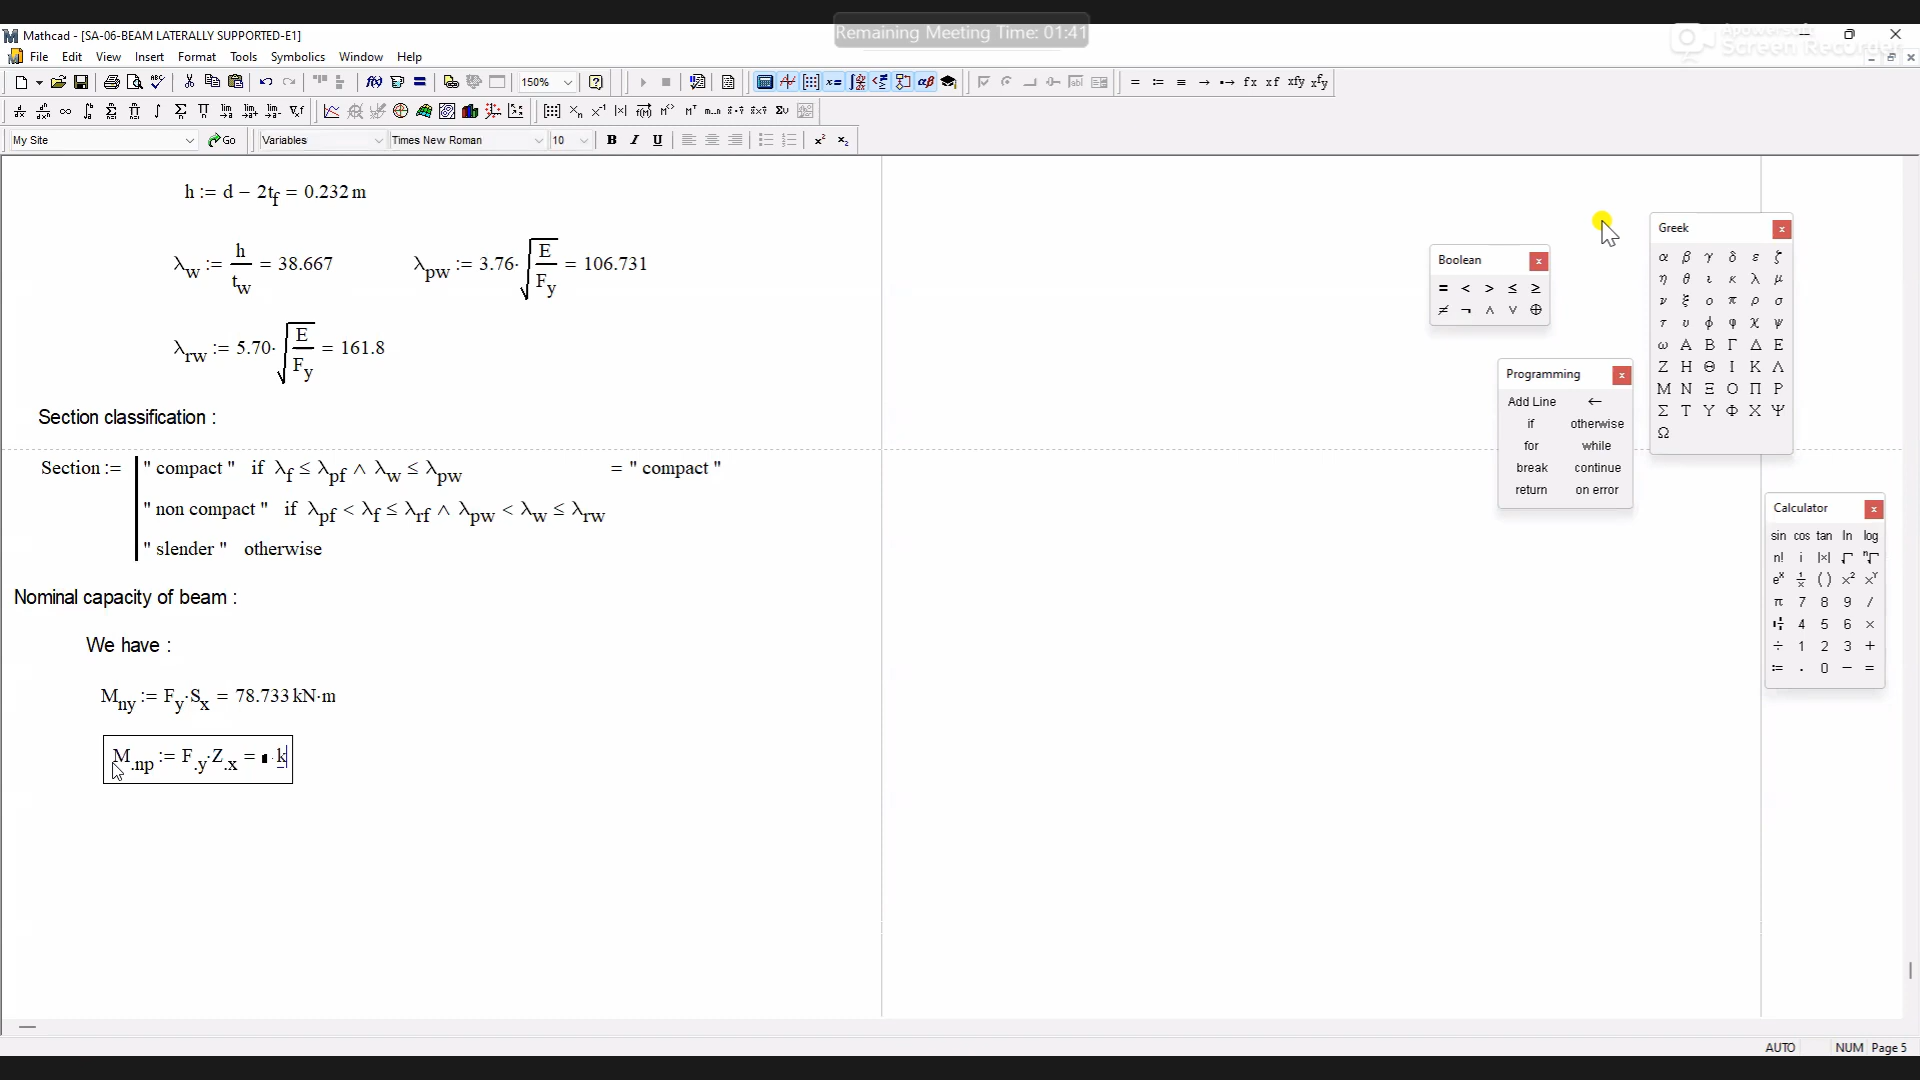 Remaining Meeting Time: 01:41
Mathcad - [SA-06-BEAM LATERALLY SUPPORTED-E1]
Screen Recorder
File Edit View Insert Format Tools Symbolics Window Help
150%
My Site Go Variables Times New Roman 10 B I U
h := d − 2t_f = 0.232 m
λ_w := h/t_w = 38.667 λ_pw := 3.76·√(E/F_y) = 106.731
λ_rw := 5.70·√(E/F_y) = 161.8
Section classification :
Section := " compact " if λ_f ≤ λ_pf ∧ λ_w ≤ λ_pw = " compact "
" non compact " if λ_pf < λ_f ≤ λ_rf ∧ λ_pw < λ_w ≤ λ_rw
" slender " otherwise
Nominal capacity of beam :
We have :
M_ny := F_y·S_x = 78.733 kN·m
M.np := F.y·Z.x = ▪·k
Boolean
= < > ≤ ≥
≠ ¬ ∧ ∨ ⊕
Programming
Add Line ←
if otherwise
for while
break continue
return on error
Greek
α β γ δ ε ζ
η θ ι κ λ μ
ν ξ ο π ρ σ
τ υ ϕ φ χ ψ
ω Α Β Γ Δ Ε
Ζ Η Θ Ι Κ Λ
Μ Ν Ξ Ο Π Ρ
Σ Τ Υ Φ Χ Ψ
Ω
Calculator
sin cos tan ln log
n! i |×| √ ⁿ√
eˣ 1/x ( ) ×² ×ʸ
π 7 8 9 /
4 5 6 ×
÷ 1 2 3 +
:= . 0 − =
AUTO NUM Page 5